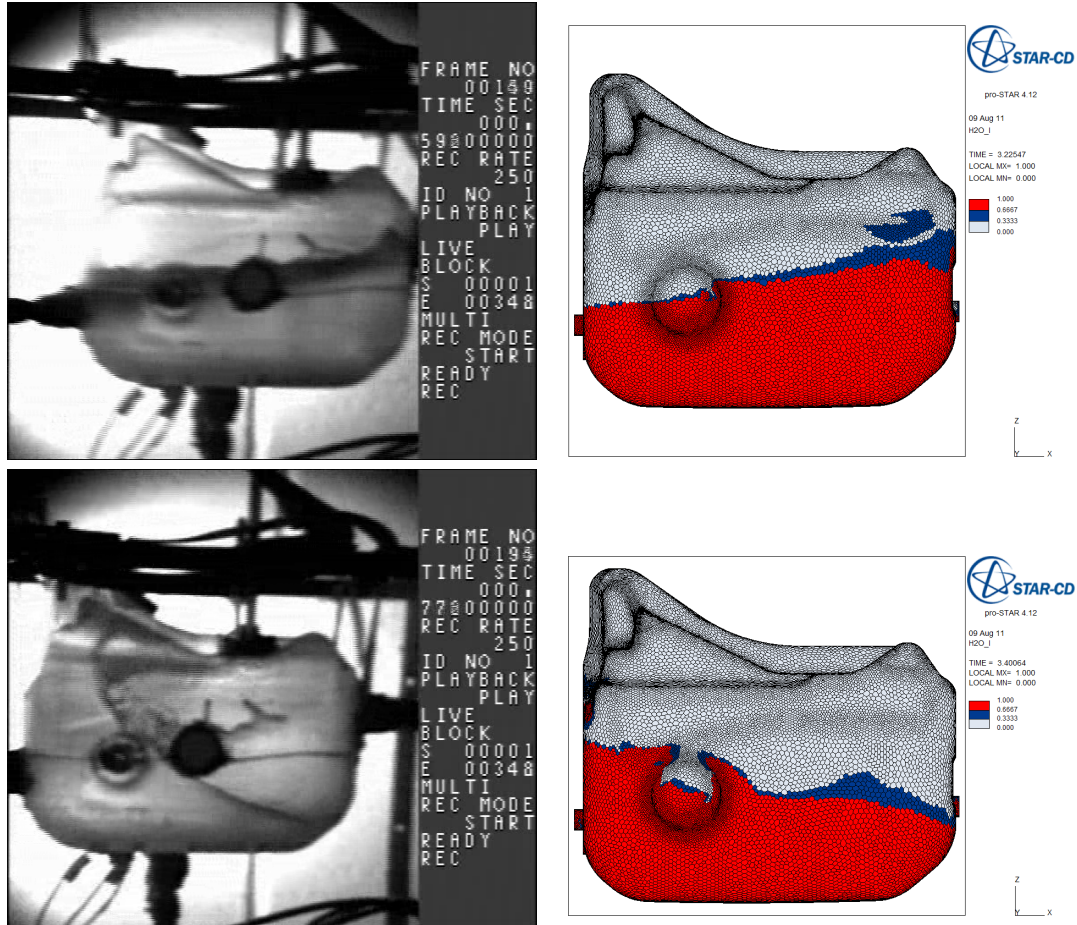 FRAME NO
TIME SEC
000.
REC RATE
250
ID NO 1
PLAYBACK
PLAY
LIVE
BLOCK
S 00001
E 00348
MULTI
REC MODE
START
READY
REC
STAR-CD
pro-STAR 4.12
09 Aug 11
H2O_l
TIME = 3.22547
LOCAL MX= 1.000
LOCAL MN= 0.000
1.000
0.6667
0.3333
0.000
Z
Y X
FRAME NO
TIME SEC
000.
REC RATE
250
ID NO 1
PLAYBACK
PLAY
LIVE
BLOCK
S 00001
E 00348
MULTI
REC MODE
START
READY
REC
STAR-CD
pro-STAR 4.12
09 Aug 11
H2O_l
TIME = 3.40064
LOCAL MX= 1.000
LOCAL MN= 0.000
1.000
0.6667
0.3333
0.000
Z
Y X